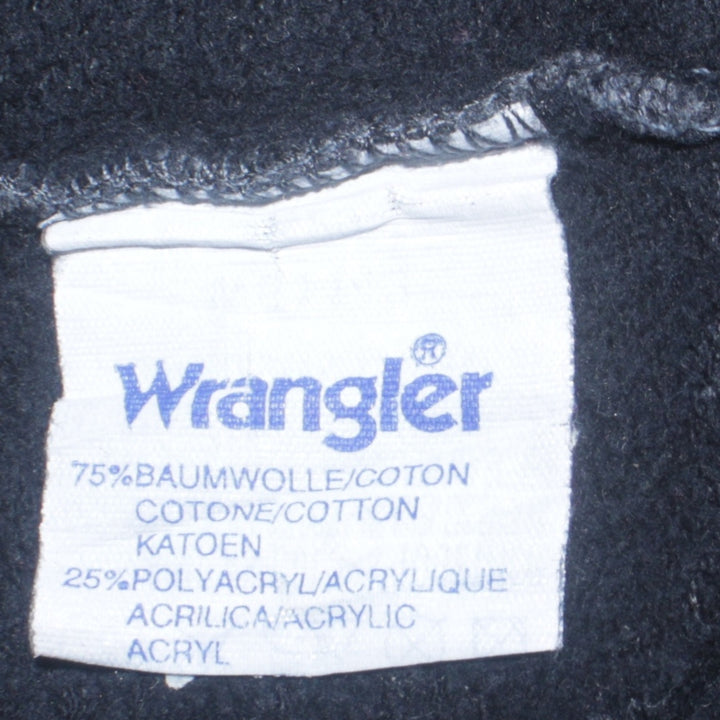 Wrangler®
75%BAUMWOLLE/COTON
COTONE/COTTON
KATOEN
25%POLYACRYL/ACRYLIQUE
ACRILICA/ACRYLIC
ACRYL